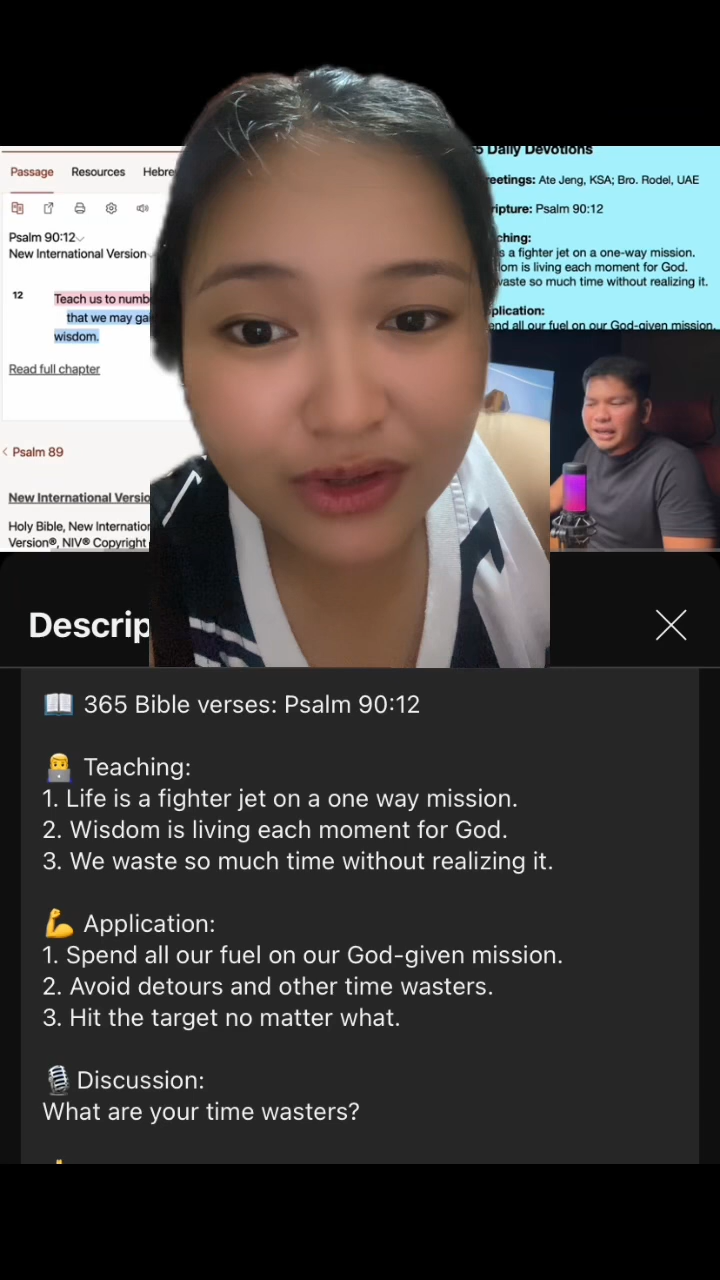 Passage
Resources
Hebre
Psalm 90:12
New International Version
12
Teach us to numb
that we may ga
wisdom.
Read full chapter
Psalm 89
New International Versio
Holy Bible, New Internation
Version®, NIV® Copyright
5 Daily Devotions
reetings: Ate Jeng, KSA; Bro. Rodel, UAE
ripture: Psalm 90:12
ching:
s a fighter jet on a one-way mission.
dom is living each moment for God.
waste so much time without realizing it.
plication:
end all our fuel on our God-given mission.
Descrip
📖 365 Bible verses: Psalm 90:12
👨‍💻 Teaching:
1. Life is a fighter jet on a one way mission.
2. Wisdom is living each moment for God.
3. We waste so much time without realizing it.
💪 Application:
1. Spend all our fuel on our God-given mission.
2. Avoid detours and other time wasters.
3. Hit the target no matter what.
🎙️ Discussion:
What are your time wasters?